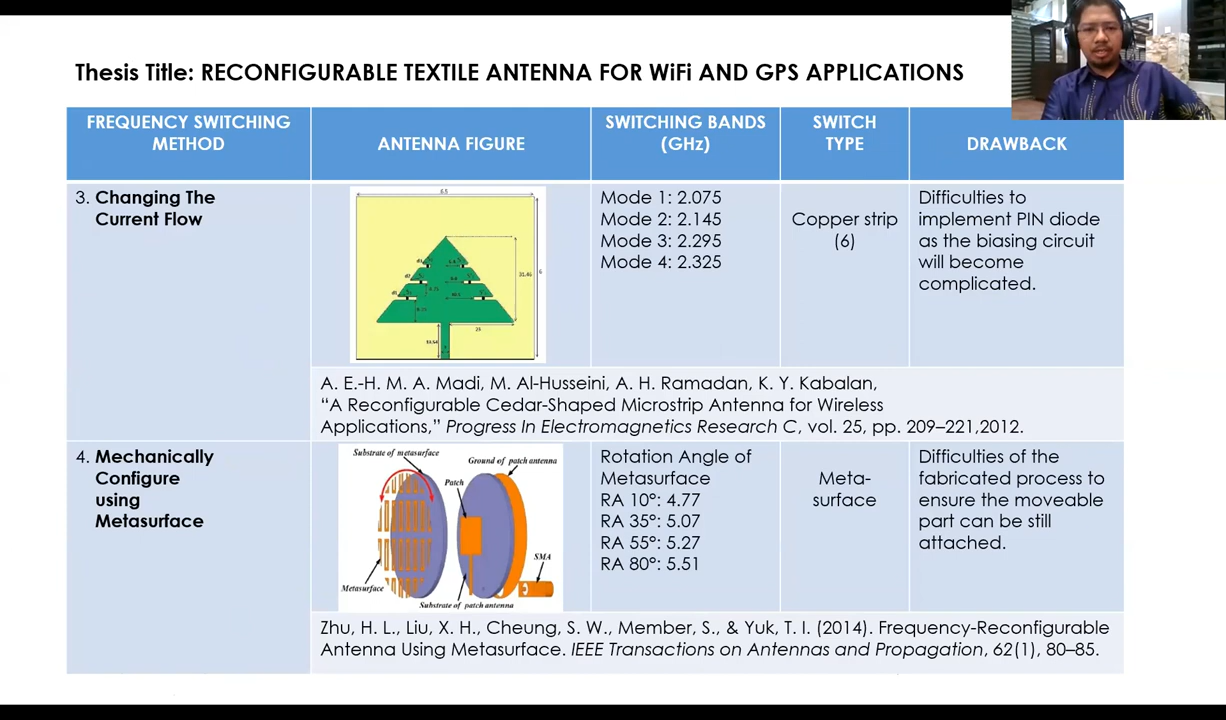 Thesis Title: RECONFIGURABLE TEXTILE ANTENNA FOR WiFi AND GPS APPLICATIONS
FREQUENCY SWITCHING
METHOD
ANTENNA FIGURE
SWITCHING BANDS
(GHz)
SWITCH
TYPE
DRAWBACK
3. Changing The
Current Flow
6.5
6
31.46
25
Mode 1: 2.075
Mode 2: 2.145
Mode 3: 2.295
Mode 4: 2.325
Copper strip
(6)
Difficulties to
implement PIN diode
as the biasing circuit
will become
complicated.
A. E.-H. M. A. Madi, M. Al-Husseini, A. H. Ramadan, K. Y. Kabalan,
“A Reconfigurable Cedar-Shaped Microstrip Antenna for Wireless
Applications,” Progress In Electromagnetics Research C, vol. 25, pp. 209–221,2012.
4. Mechanically
Configure
using
Metasurface
Substrate of metasurface
Ground of patch antenna
Patch
SMA
Metasurface
Substrate of patch antenna
Rotation Angle of
Metasurface
RA 10°: 4.77
RA 35°: 5.07
RA 55°: 5.27
RA 80°: 5.51
Meta-
surface
Difficulties of the
fabricated process to
ensure the moveable
part can be still
attached.
Zhu, H. L., Liu, X. H., Cheung, S. W., Member, S., & Yuk, T. I. (2014). Frequency-Reconfigurable
Antenna Using Metasurface. IEEE Transactions on Antennas and Propagation, 62(1), 80–85.